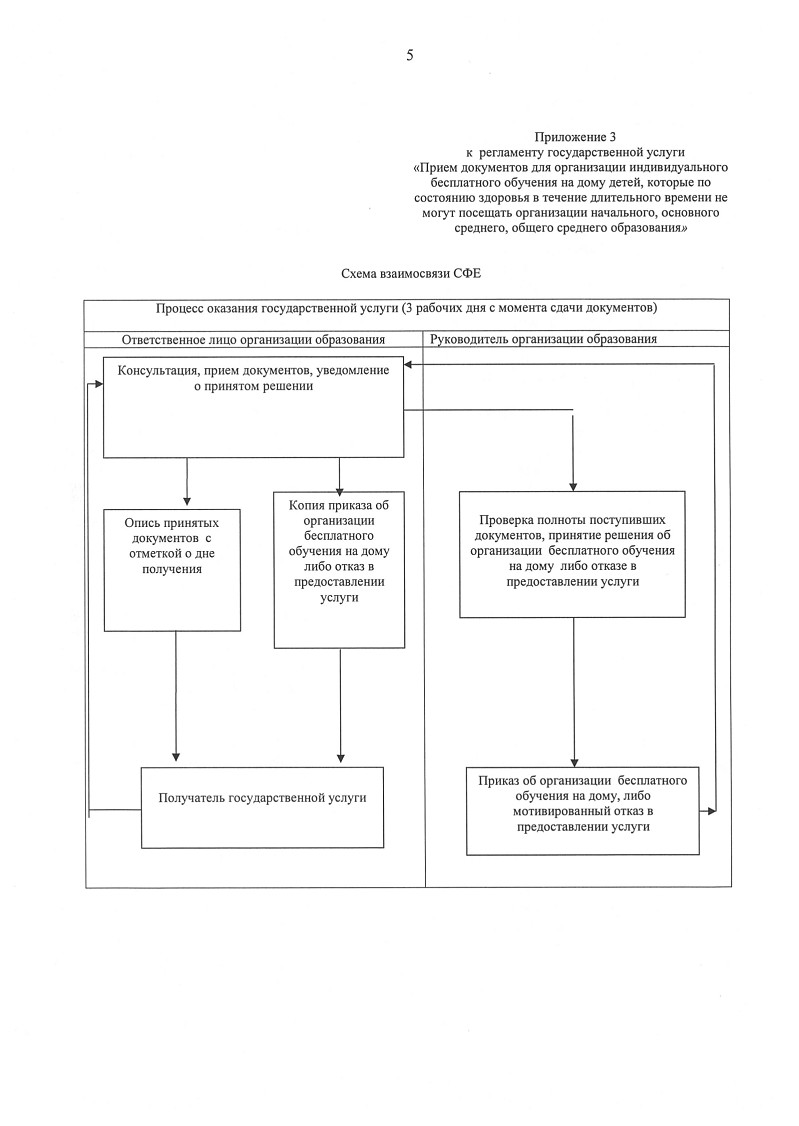 5
Приложение 3
к регламенту государственной услуги
«Прием документов для организации индивидуального
бесплатного обучения на дому детей, которые по
состоянию здоровья в течение длительного времени не
могут посещать организации начального, основного
среднего, общего среднего образования»
Схема взаимосвязи СФЕ
Процесс оказания государственной услуги (3 рабочих дня с момента сдачи документов)
Ответственное лицо организации образования
Руководитель организации образования
Консультация, прием документов, уведомление
о принятом решении
Опись принятых
документов с
отметкой о дне
получения
Копия приказа об
организации
бесплатного
обучения на дому
либо отказ в
предоставлении
услуги
Проверка полноты поступивших
документов, принятие решения об
организации бесплатного обучения
на дому либо отказе в
предоставлении услуги
Получатель государственной услуги
Приказ об организации бесплатного
обучения на дому, либо
мотивированный отказ в
предоставлении услуги